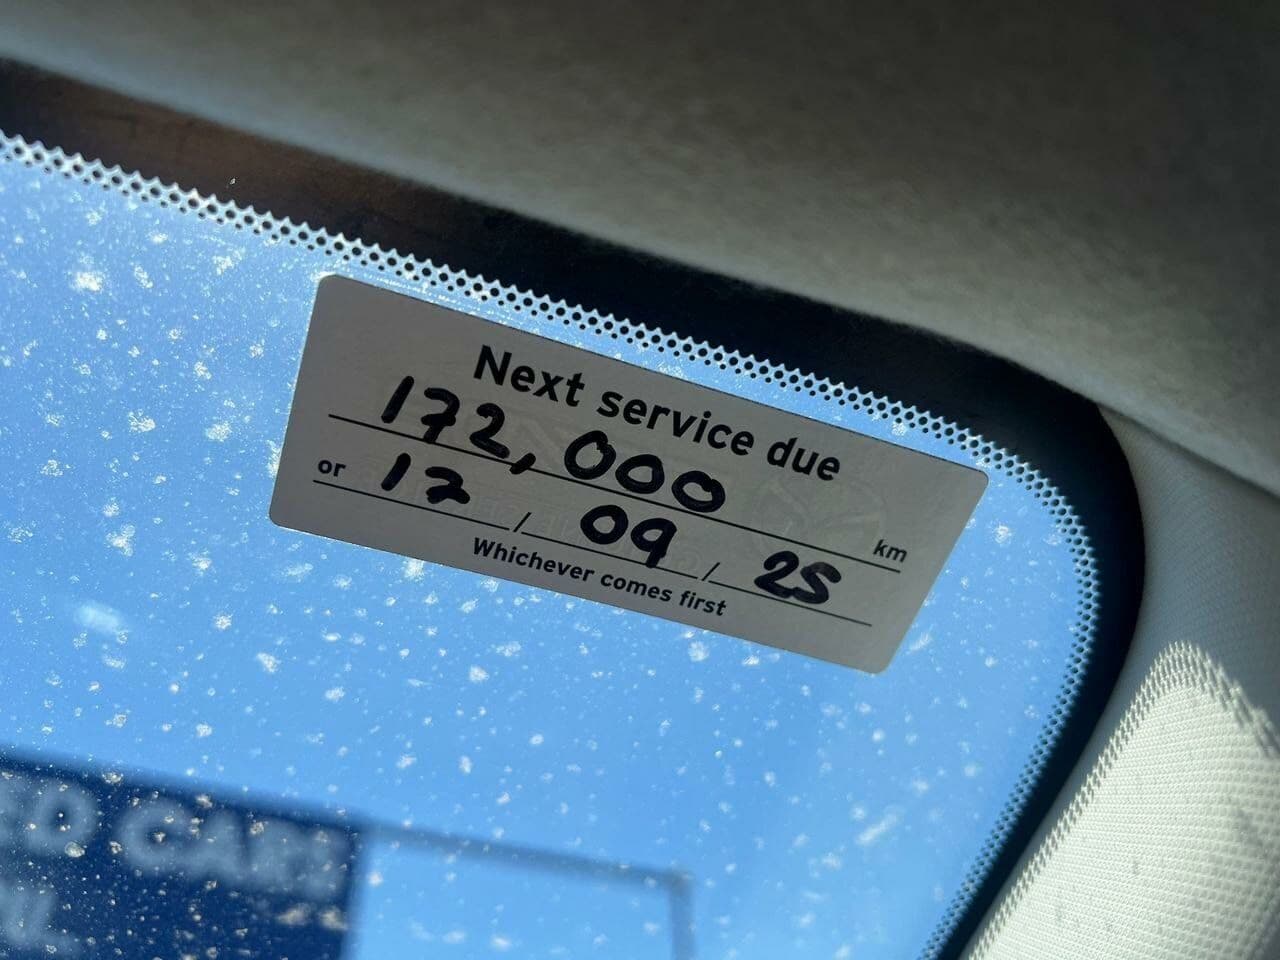 Next service due
172,000 km
or 12 / 09 / 25
Whichever comes first